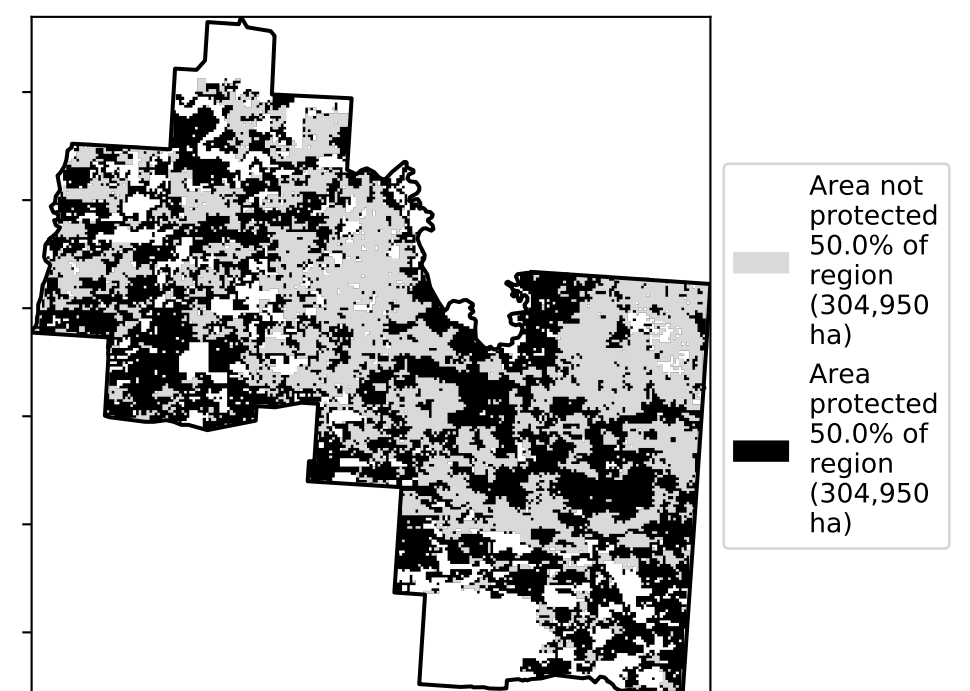 Area not
protected
50.0% of
region
(304,950
ha)
Area
protected
50.0% of
region
(304,950
ha)